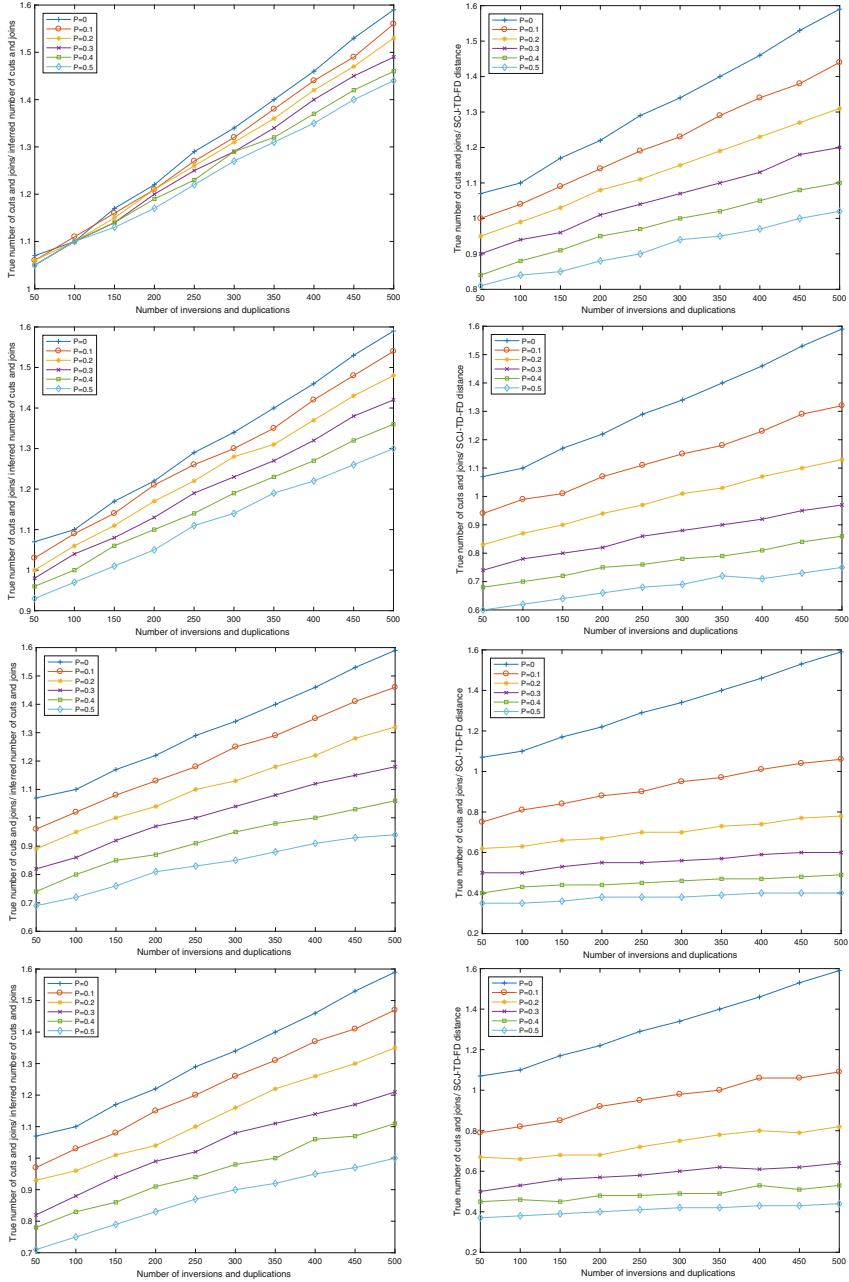 True number of cuts and joins/ inferred number of cuts and joins
1.6
1.5
1.4
1.3
1.2
1.1
1
P=0
P=0.1
P=0.2
P=0.3
P=0.4
P=0.5
50 100 150 200 250 300 350 400 450 500
Number of inversions and duplications
True number of cuts and joins/ SCJ-TD-FD distance
1.6
1.5
1.4
1.3
1.2
1.1
1
0.9
0.8
P=0
P=0.1
P=0.2
P=0.3
P=0.4
P=0.5
50 100 150 200 250 300 350 400 450 500
Number of inversions and duplications
True number of cuts and joins/ inferred number of cuts and joins
1.6
1.5
1.4
1.3
1.2
1.1
1
0.9
P=0
P=0.1
P=0.2
P=0.3
P=0.4
P=0.5
50 100 150 200 250 300 350 400 450 500
Number of inversions and duplications
True number of cuts and joins/ SCJ-TD-FD distance
1.6
1.5
1.4
1.3
1.2
1.1
1
0.9
0.8
0.7
0.6
P=0
P=0.1
P=0.2
P=0.3
P=0.4
P=0.5
50 100 150 200 250 300 350 400 450 500
Number of inversions and duplications
True number of cuts and joins/ inferred number of cuts and joins
1.6
1.5
1.4
1.3
1.2
1.1
1
0.9
0.8
0.7
0.6
P=0
P=0.1
P=0.2
P=0.3
P=0.4
P=0.5
50 100 150 200 250 300 350 400 450 500
Number of inversions and duplications
True number of cuts and joins/ SCJ-TD-FD distance
1.6
1.4
1.2
1
0.8
0.6
0.4
0.2
P=0
P=0.1
P=0.2
P=0.3
P=0.4
P=0.5
50 100 150 200 250 300 350 400 450 500
Number of inversions and duplications
True number of cuts and joins/ inferred number of cuts and joins
1.6
1.5
1.4
1.3
1.2
1.1
1
0.9
0.8
0.7
P=0
P=0.1
P=0.2
P=0.3
P=0.4
P=0.5
50 100 150 200 250 300 350 400 450 500
Number of inversions and duplications
True number of cuts and joins/ SCJ-TD-FD distance
1.6
1.4
1.2
1
0.8
0.6
0.4
0.2
P=0
P=0.1
P=0.2
P=0.3
P=0.4
P=0.5
50 100 150 200 250 300 350 400 450 500
Number of inversions and duplications